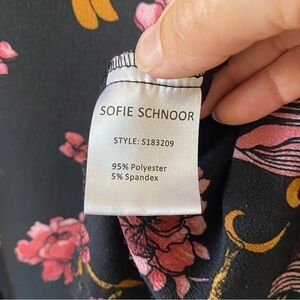 SOFIE SCHNOOR
STYLE: S183209
95% Polyester
5% Spandex